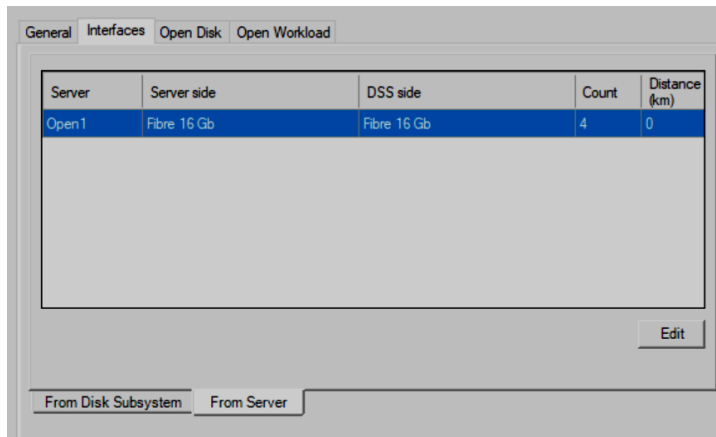 General Interfaces Open Disk Open Workload
Server Server side DSS side Count Distance (km)
Open1 Fibre 16 Gb Fibre 16 Gb 4 0
Edit
From Disk Subsystem From Server